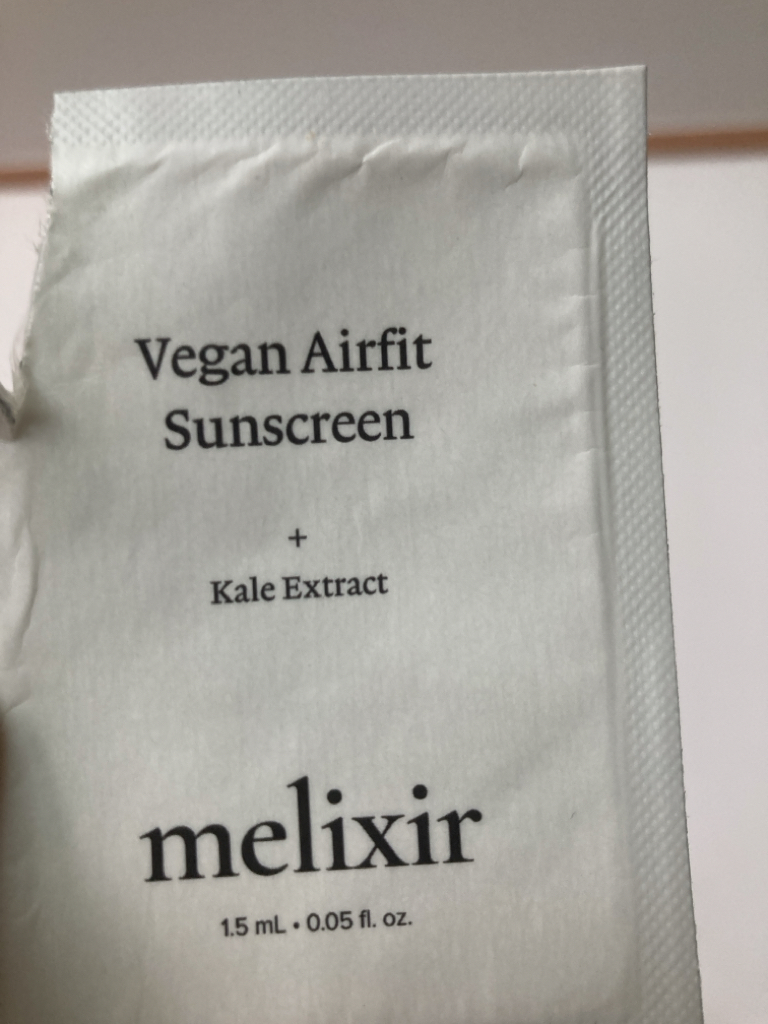 Vegan Airfit
Sunscreen
+
Kale Extract
melixir
1.5 mL • 0.05 fl. oz.